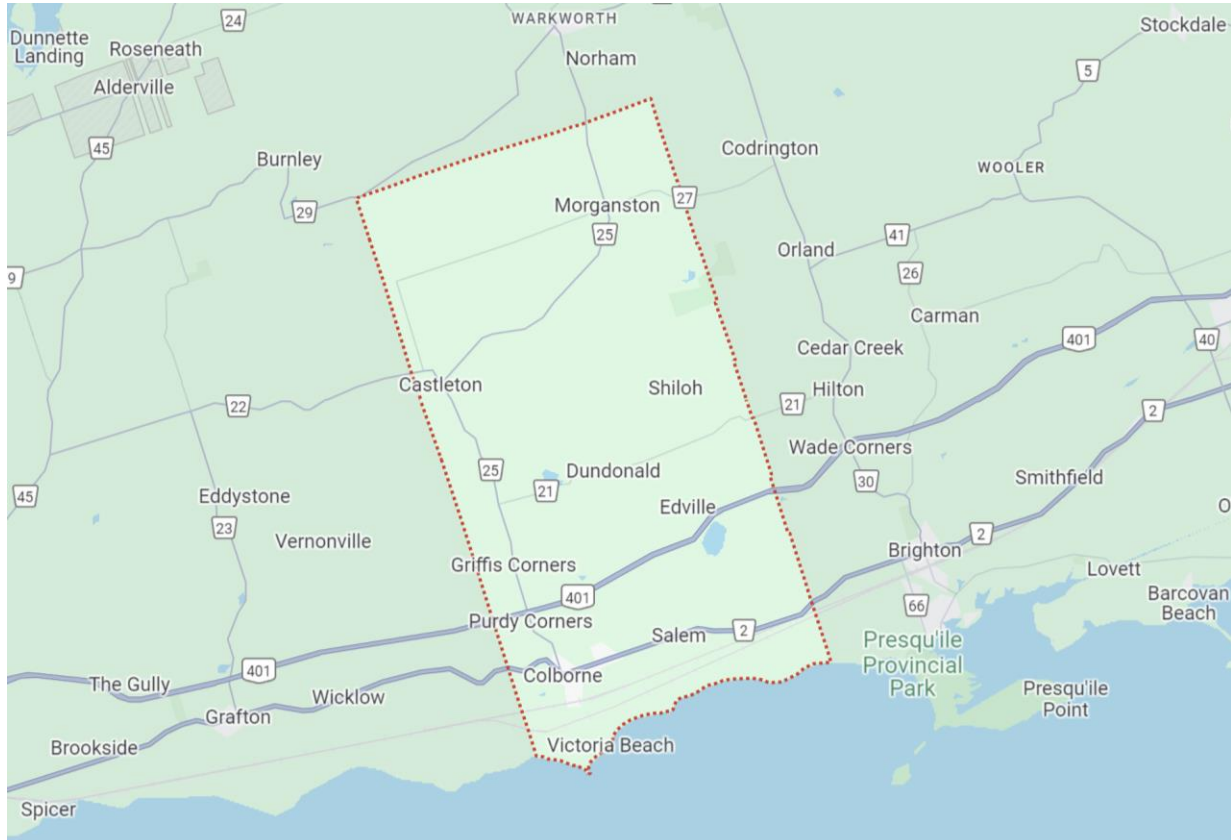 24
WARKWORTH
Stockdale
Dunnette
Landing
Roseneath
Norham
5
Alderville
45
Burnley
Codrington
WOOLER
29
27
Morganston
25
41
Orland
9
26
Carman
401
40
Cedar Creek
Castleton
Shiloh
Hilton
22
21
2
Wade Corners
25
Dundonald
45
21
30
Smithfield
Eddystone
Edville
O
23
Vernonville
2
Brighton
Griffis Corners
Lovett
401
66
Barcovan
Beach
Purdy Corners
Salem
2
Presqu'ile
Provincial
Park
401
The Gully
Colborne
Wicklow
Presqu'ile
Point
Grafton
Brookside
Victoria Beach
Spicer